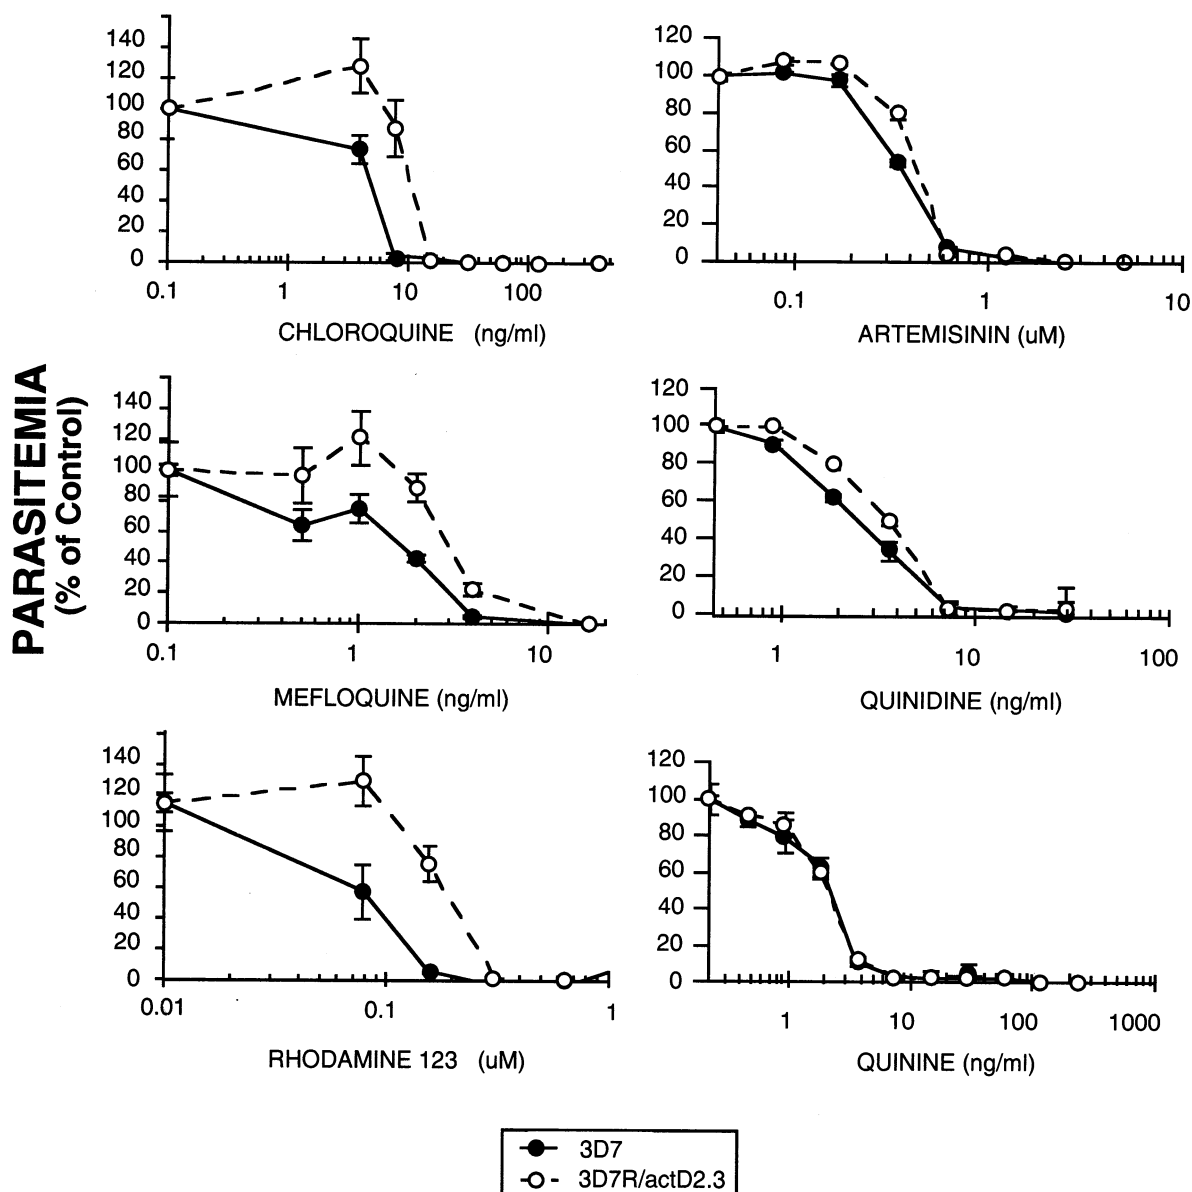 PARASITEMIA
(% of Control)
140
120
100
80
60
40
20
0
0.1 1 10 100
CHLOROQUINE (ng/ml)
120
100
80
60
40
20
0
0.1 1 10
ARTEMISININ (uM)
140
120
100
80
60
40
20
0
0.1 1 10
MEFLOQUINE (ng/ml)
120
100
80
60
40
20
0
1 10 100
QUINIDINE (ng/ml)
140
120
100
80
60
40
20
0
0.01 0.1 1
RHODAMINE 123 (uM)
120
100
80
60
40
20
0
1 10 100 1000
QUININE (ng/ml)
3D7
3D7R/actD2.3